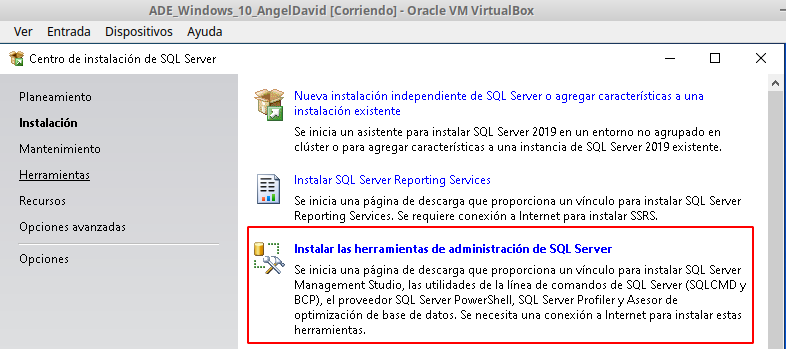 ADE_Windows_10_AngelDavid [Corriendo] - Oracle VM VirtualBox
Ver Entrada Dispositivos Ayuda
Centro de instalación de SQL Server
Planeamiento
Instalación
Mantenimiento
Herramientas
Recursos
Opciones avanzadas
Opciones
Nueva instalación independiente de SQL Server o agregar características a una
instalación existente
Se inicia un asistente para instalar SQL Server 2019 en un entorno no agrupado en
clúster o para agregar características a una instancia de SQL Server 2019 existente.
Instalar SQL Server Reporting Services
Se inicia una página de descarga que proporciona un vínculo para instalar SQL Server
Reporting Services. Se requiere conexión a Internet para instalar SSRS.
Instalar las herramientas de administración de SQL Server
Se inicia una página de descarga que proporciona un vínculo para instalar SQL Server
Management Studio, las utilidades de la línea de comandos de SQL Server (SQLCMD y
BCP), el proveedor SQL Server PowerShell, SQL Server Profiler y Asesor de
optimización de base de datos. Se necesita una conexión a Internet para instalar estas
herramientas.